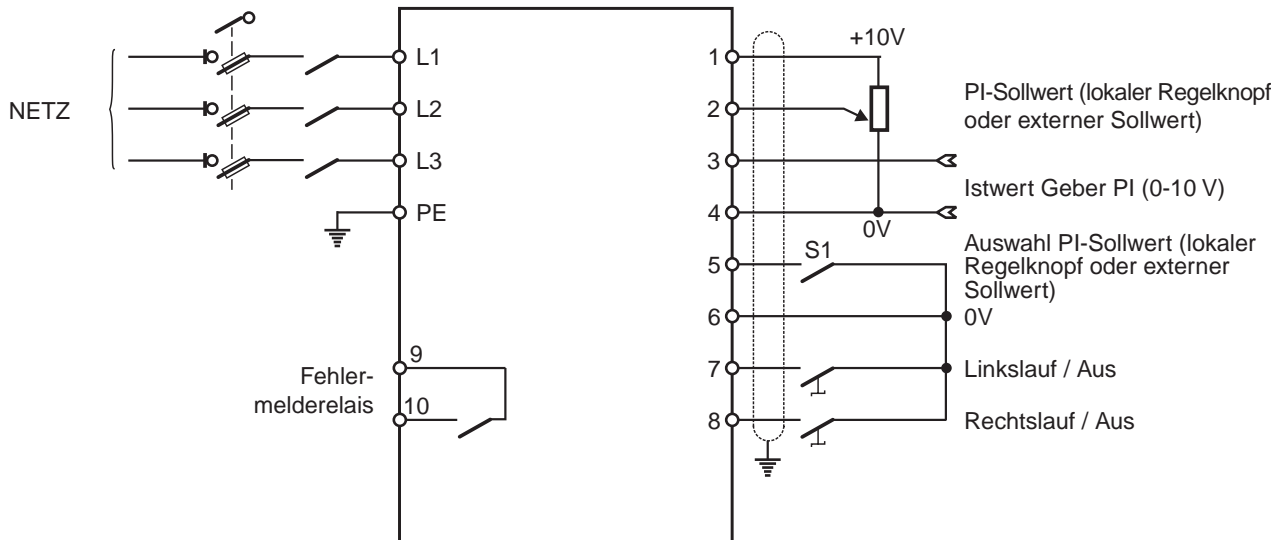 NETZ
L1
L2
L3
PE
Fehler-
melderelais
9
10
1
2
3
4
5
6
7
8
+10V
PI-Sollwert (lokaler Regelknopf
oder externer Sollwert)
Istwert Geber PI (0-10 V)
0V
S1
Auswahl PI-Sollwert (lokaler
Regelknopf oder externer
Sollwert)
0V
Linkslauf / Aus
Rechtslauf / Aus